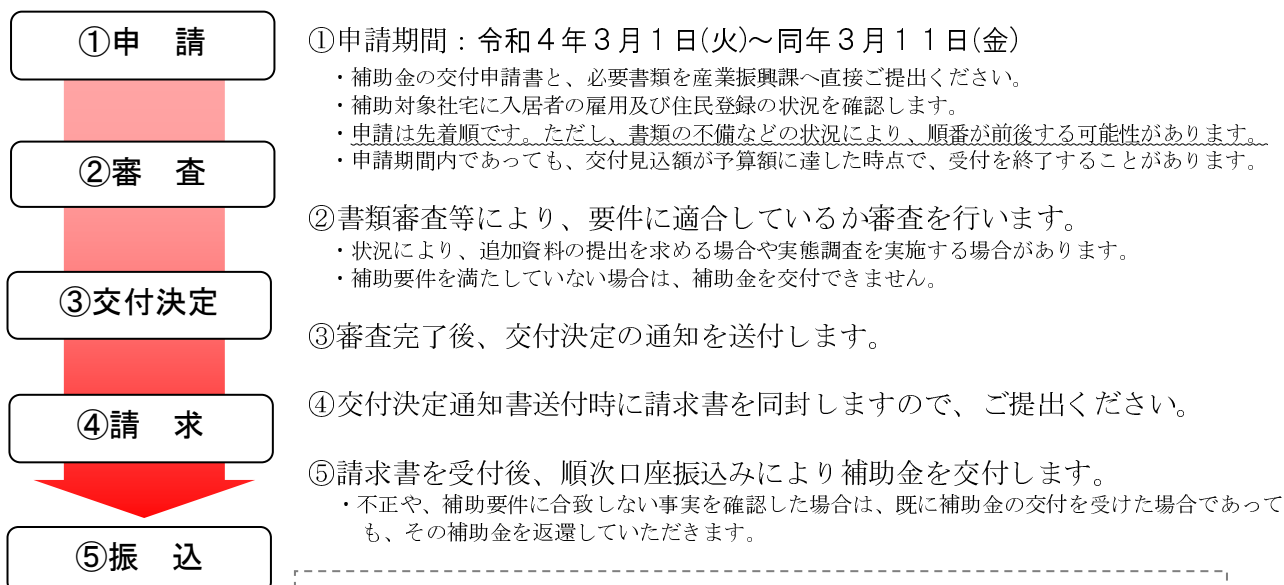 ①申　請
①申請期間：令和４年３月１日(火)～同年３月１１日(金)
・補助金の交付申請書と、必要書類を産業振興課へ直接ご提出ください。
・補助対象社宅に入居者の雇用及び住民登録の状況を確認します。
・申請は先着順です。ただし、書類の不備などの状況により、順番が前後する可能性があります。
・申請期間内であっても、交付見込額が予算額に達した時点で、受付を終了することがあります。
②審　査
②書類審査等により、要件に適合しているか審査を行います。
・状況により、追加資料の提出を求める場合や実態調査を実施する場合があります。
・補助要件を満たしていない場合は、補助金を交付できません。
③交付決定
③審査完了後、交付決定の通知を送付します。
④請　求
④交付決定通知書送付時に請求書を同封しますので、ご提出ください。
⑤振　込
⑤請求書を受付後、順次口座振込みにより補助金を交付します。
・不正や、補助要件に合致しない事実を確認した場合は、既に補助金の交付を受けた場合であって
も、その補助金を返還していただきます。